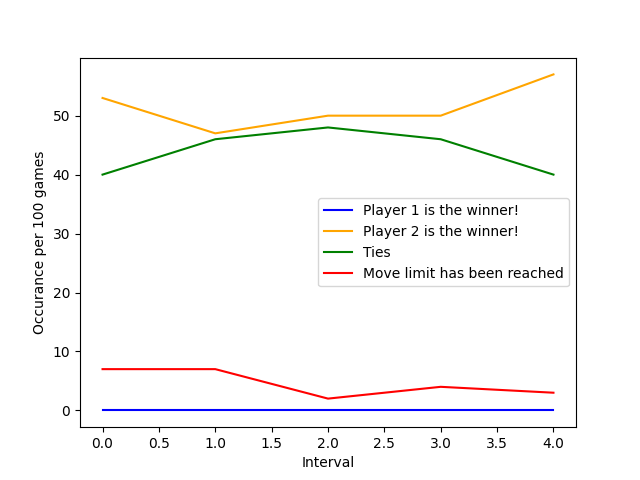 50
40
30
20
10
0
Occurance per 100 games
Player 1 is the winner!
Player 2 is the winner!
Ties
Move limit has been reached
0.0 0.5 1.0 1.5 2.0 2.5 3.0 3.5 4.0
Interval